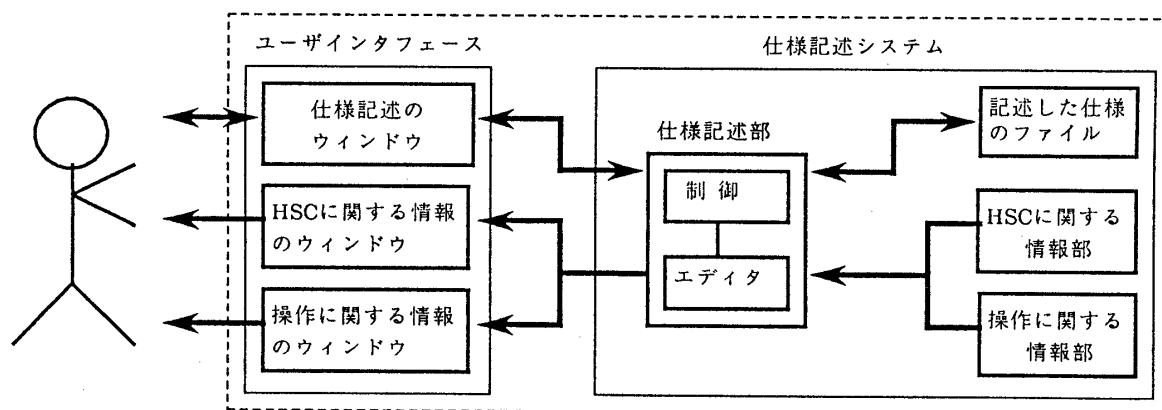 ユーザインタフェース
仕様記述の
ウィンドウ
HSCに関する情報
のウィンドウ
操作に関する情報
のウィンドウ
仕様記述システム
仕様記述部
制 御
エディタ
記述した仕様
のファイル
HSCに関する
情報部
操作に関する
情報部